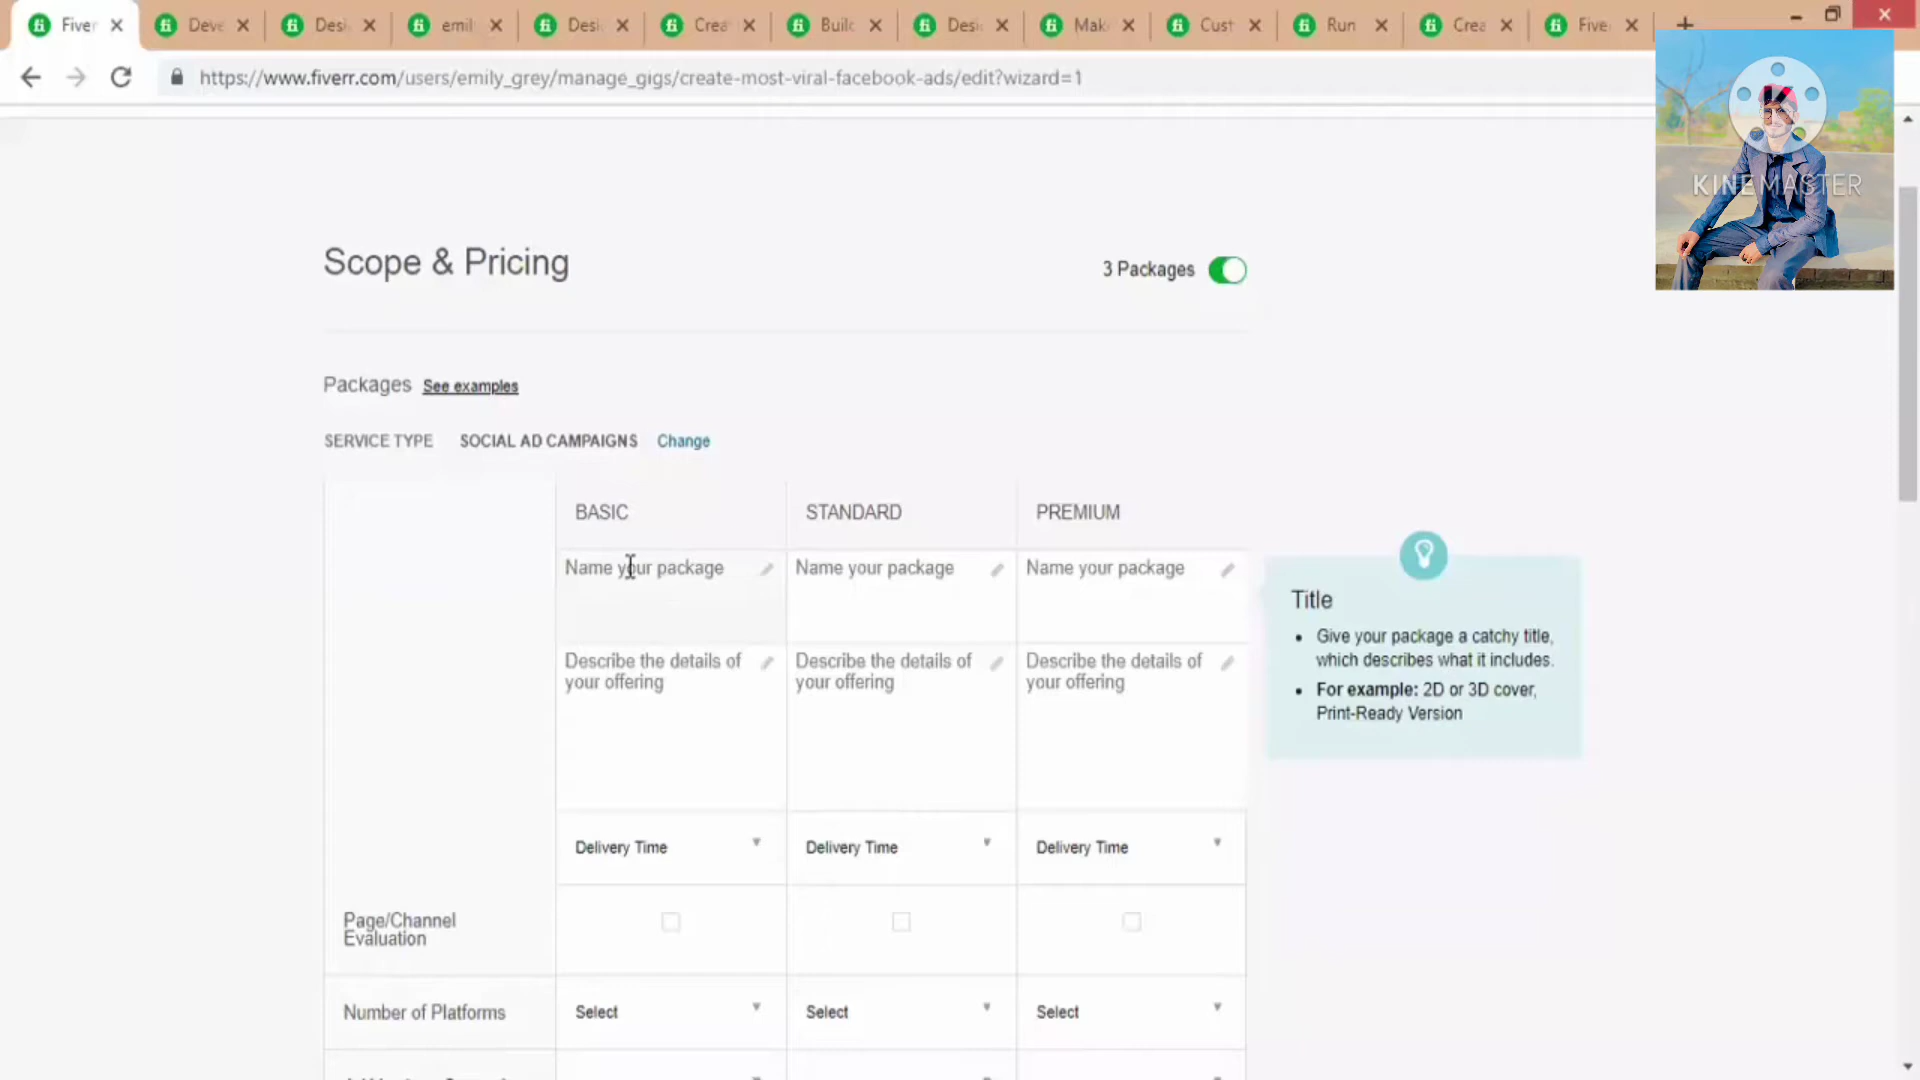 Fiver
Deve
Desi
emil
Desi
Crea
Build
Desi
Mak
Cust
Run
Crea
Five
https://www.fiverr.com/users/emily_grey/manage_gigs/create-most-viral-facebook-ads/edit?wizard=1
KINEMASTER
Scope & Pricing
3 Packages
Packages See examples
SERVICE TYPE SOCIAL AD CAMPAIGNS Change
BASIC STANDARD PREMIUM
Name your package Name your package Name your package
Describe the details of your offering
Describe the details of your offering
Describe the details of your offering
Title
Give your package a catchy title,
which describes what it includes.
For example: 2D or 3D cover,
Print-Ready Version
Delivery Time Delivery Time Delivery Time
Page/Channel
Evaluation
Number of Platforms Select Select Select